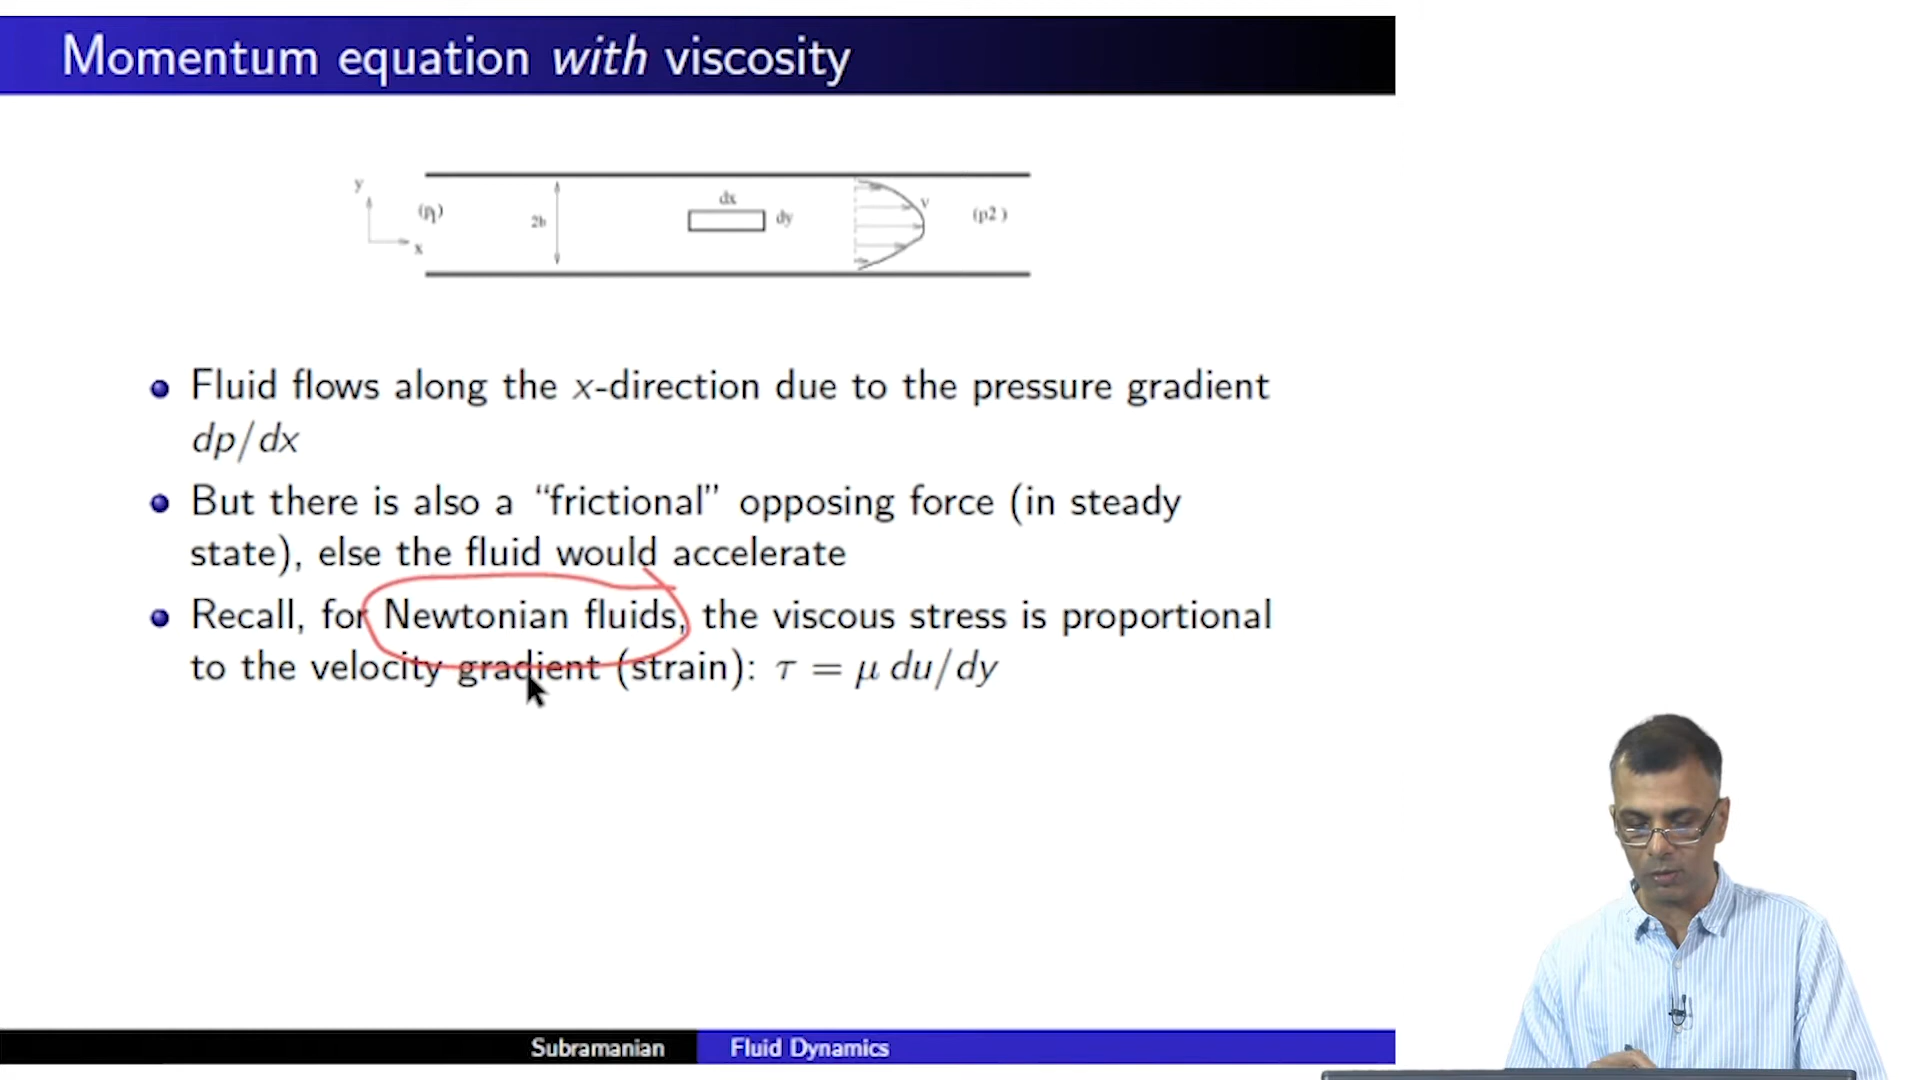 Momentum equation with viscosity
y
(p1)
x
2b
dx
dy
v
(p2 )
Fluid flows along the x-direction due to the pressure gradient
dp/dx
But there is also a “frictional” opposing force (in steady
state), else the fluid would accelerate
Recall, for Newtonian fluids, the viscous stress is proportional
to the velocity gradient (strain): τ = μ du/dy
Subramanian
Fluid Dynamics